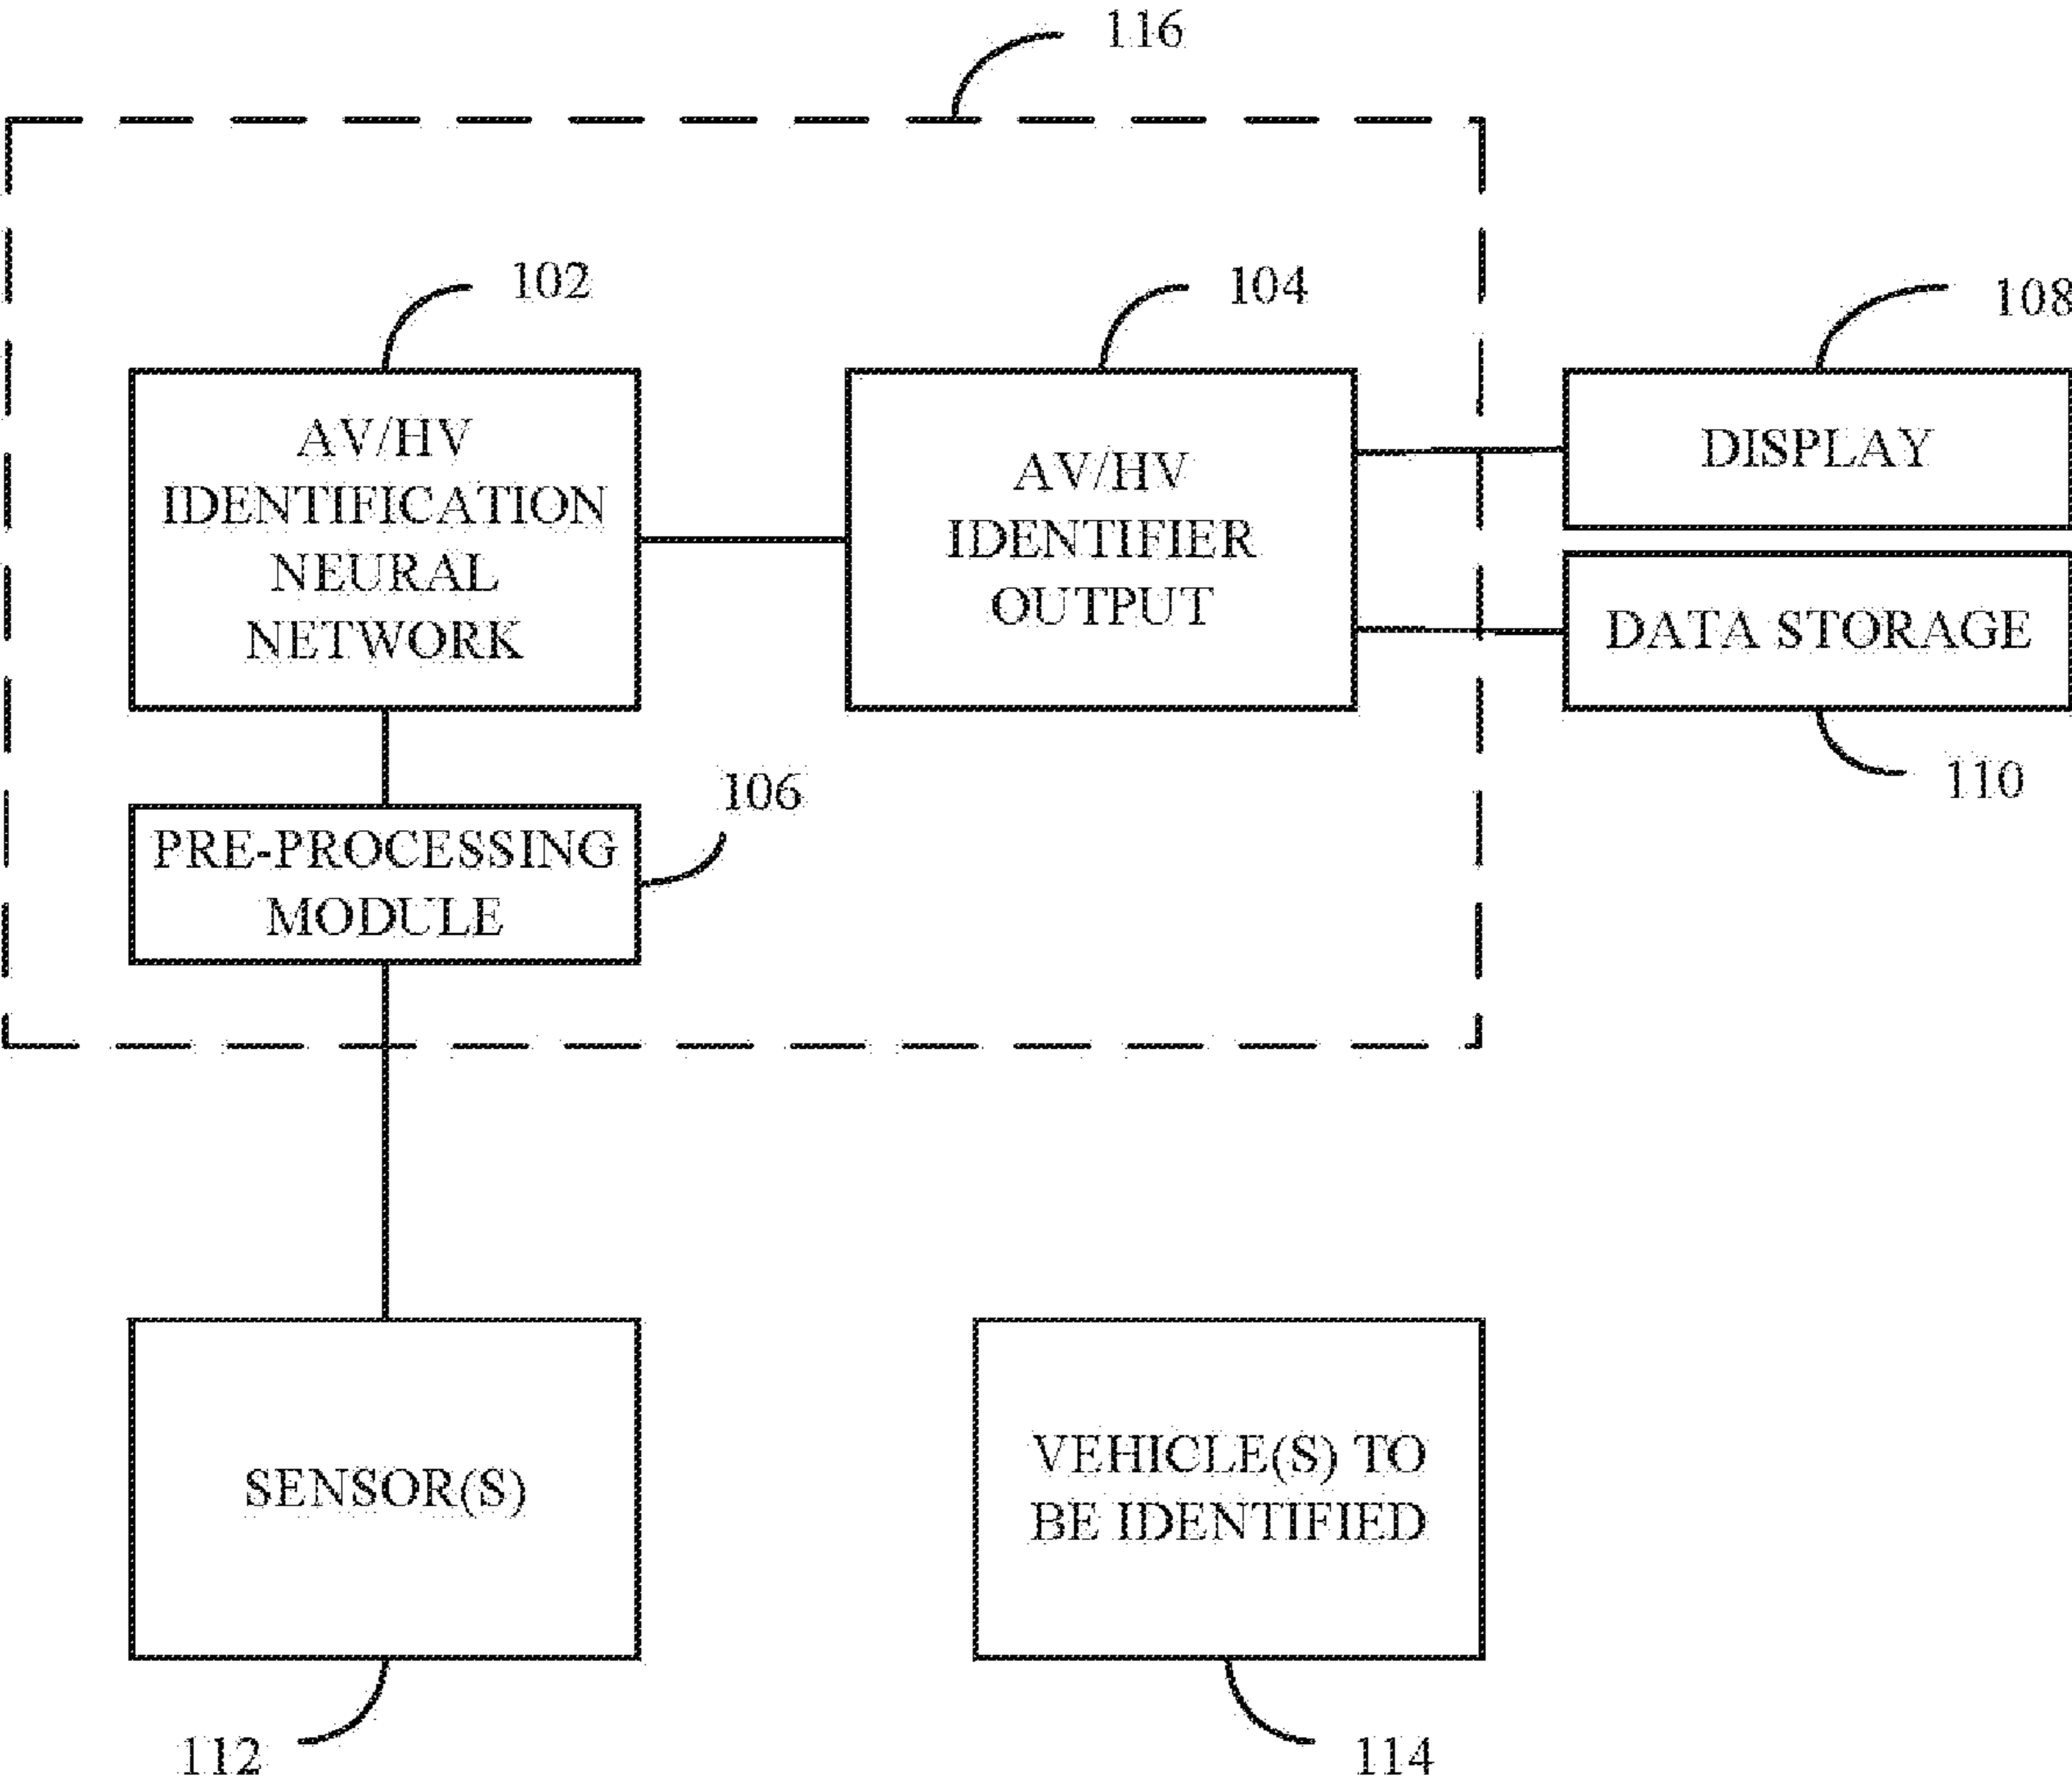 116
102
104
108
AV/HV
IDENTIFICATION
NEURAL
NETWORK
AV/HV
IDENTIFIER
OUTPUT
DISPLAY
DATA STORAGE
110
106
PRE-PROCESSING
MODULE
SENSOR(S)
VEHICLE(S) TO
BE IDENTIFIED
112
114